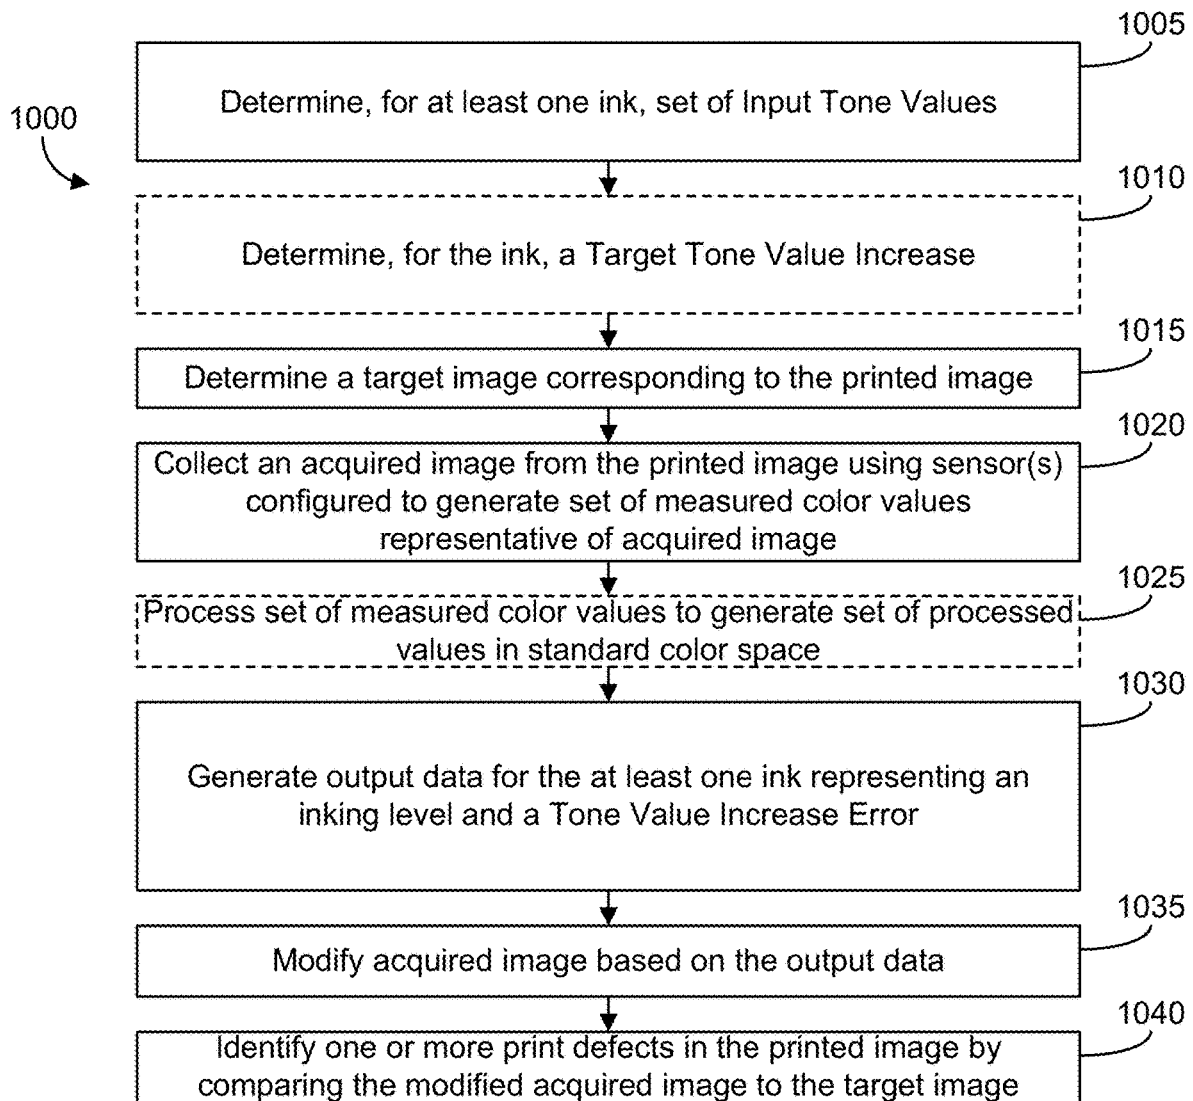 1005
Determine, for at least one ink, set of Input Tone Values
1000
1010
Determine, for the ink, a Target Tone Value Increase
1015
Determine a target image corresponding to the printed image
1020
Collect an acquired image from the printed image using sensor(s)
configured to generate set of measured color values
representative of acquired image
1025
Process set of measured color values to generate set of processed
values in standard color space
1030
Generate output data for the at least one ink representing an
inking level and a Tone Value Increase Error
1035
Modify acquired image based on the output data
1040
Identify one or more print defects in the printed image by
comparing the modified acquired image to the target image